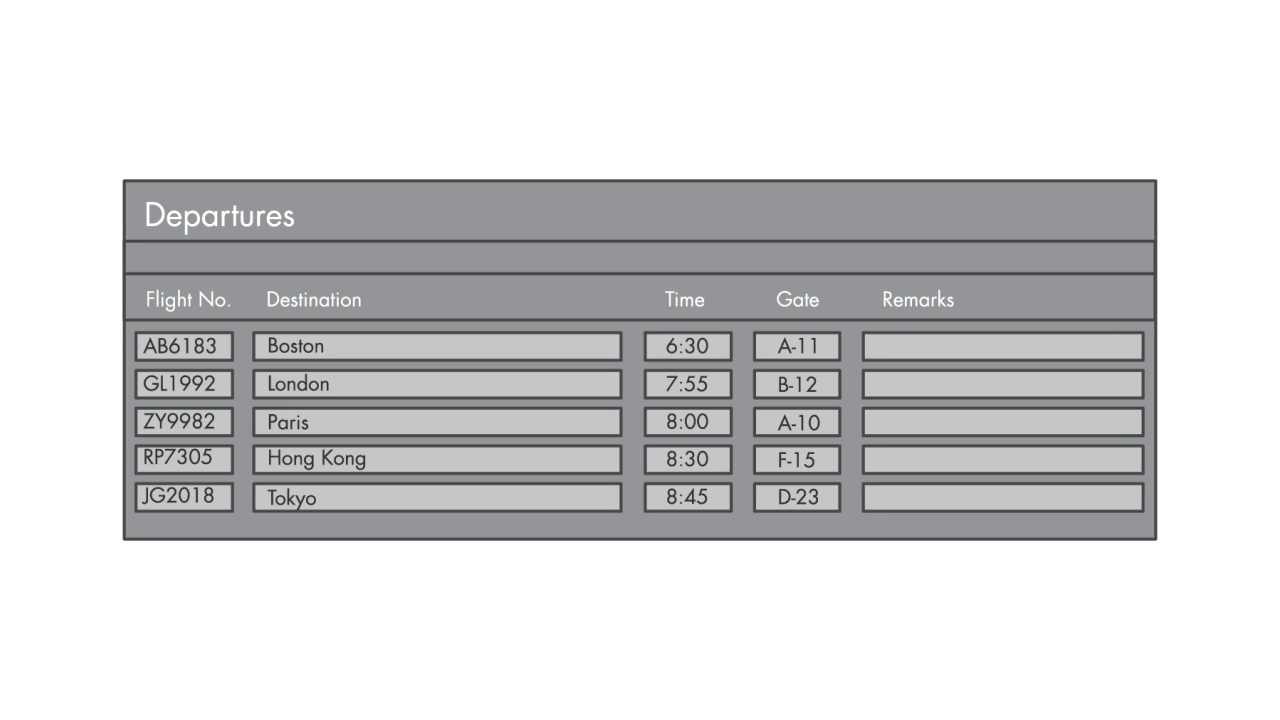 Departures
Flight No. Destination Time Gate Remarks
AB6183 Boston 6:30 A-11
GL1992 London 7:55 B-12
ZY9982 Paris 8:00 A-10
RP7305 Hong Kong 8:30 F-15
JG2018 Tokyo 8:45 D-23